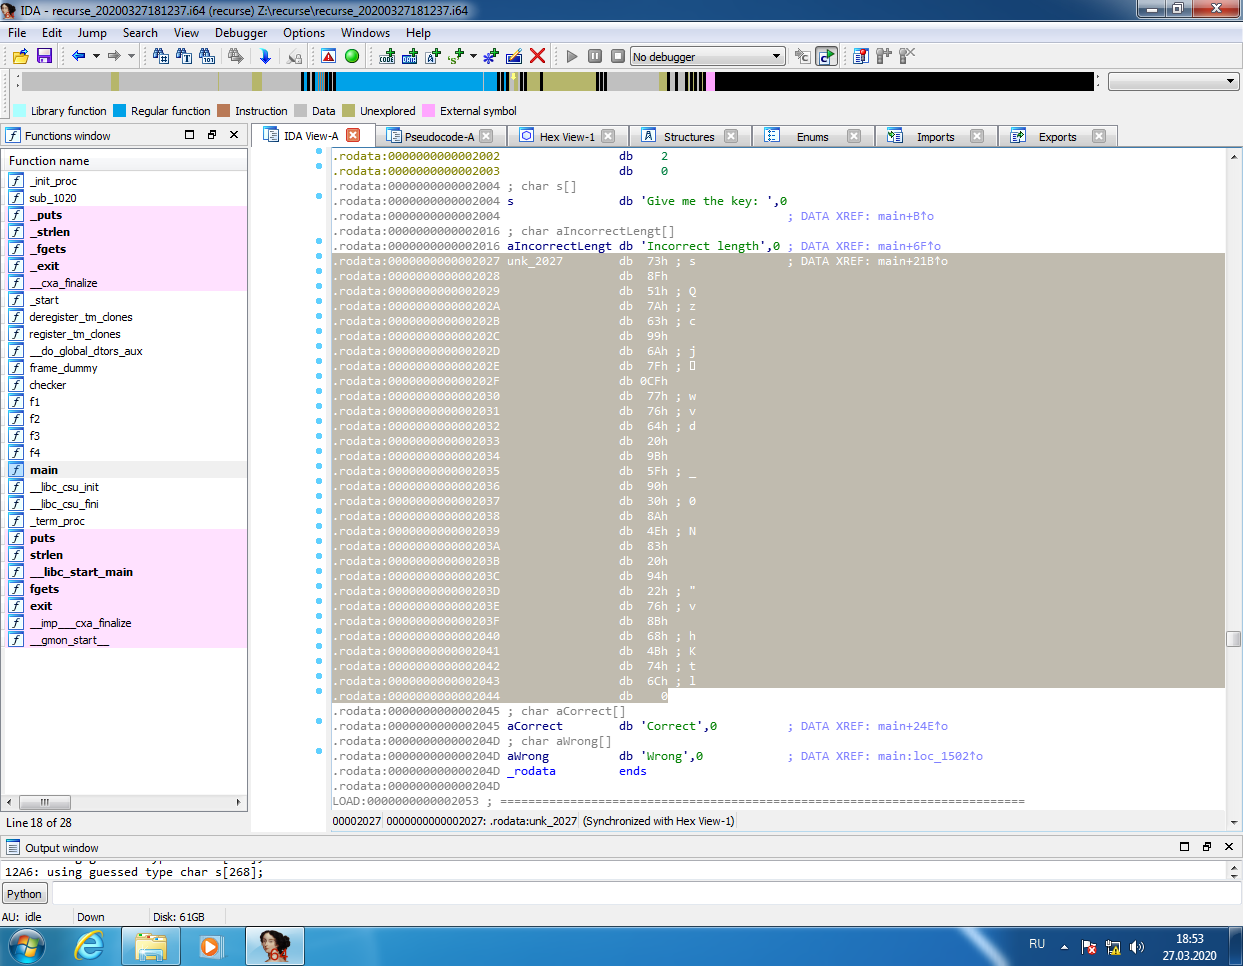 IDA - recurse_20200327181237.i64 (recurse) Z:\recurse\recurse_20200327181237.i64
File Edit Jump Search View Debugger Options Windows Help
No debugger
Library function Regular function Instruction Data Unexplored External symbol
Functions window
IDA View-A Pseudocode-A Hex View-1 Structures Enums Imports Exports
Function name
_init_proc
sub_1020
_puts
_strlen
_fgets
_exit
__cxa_finalize
_start
deregister_tm_clones
register_tm_clones
__do_global_dtors_aux
frame_dummy
checker
f1
f2
f3
f4
main
__libc_csu_init
__libc_csu_fini
_term_proc
puts
strlen
__libc_start_main
fgets
exit
__imp___cxa_finalize
__gmon_start__
Line 18 of 28
.rodata:0000000000002002 db 2
.rodata:0000000000002003 db 0
.rodata:0000000000002004 ; char s[]
.rodata:0000000000002004 s db 'Give me the key: ',0
.rodata:0000000000002004 ; DATA XREF: main+B↑o
.rodata:0000000000002016 ; char aIncorrectLengt[]
.rodata:0000000000002016 aIncorrectLengt db 'Incorrect length',0 ; DATA XREF: main+6F↑o
.rodata:0000000000002027 unk_2027 db 73h ; s ; DATA XREF: main+21B↑o
.rodata:0000000000002028 db 8Fh
.rodata:0000000000002029 db 51h ; Q
.rodata:000000000000202A db 7Ah ; z
.rodata:000000000000202B db 63h ; c
.rodata:000000000000202C db 99h
.rodata:000000000000202D db 6Ah ; j
.rodata:000000000000202E db 7Fh ; 
.rodata:000000000000202F db 0CFh
.rodata:0000000000002030 db 77h ; w
.rodata:0000000000002031 db 76h ; v
.rodata:0000000000002032 db 64h ; d
.rodata:0000000000002033 db 20h
.rodata:0000000000002034 db 9Bh
.rodata:0000000000002035 db 5Fh ; _
.rodata:0000000000002036 db 90h
.rodata:0000000000002037 db 30h ; 0
.rodata:0000000000002038 db 8Ah
.rodata:0000000000002039 db 4Eh ; N
.rodata:000000000000203A db 83h
.rodata:000000000000203B db 20h
.rodata:000000000000203C db 94h
.rodata:000000000000203D db 22h ; "
.rodata:000000000000203E db 76h ; v
.rodata:000000000000203F db 8Bh
.rodata:0000000000002040 db 68h ; h
.rodata:0000000000002041 db 4Bh ; K
.rodata:0000000000002042 db 74h ; t
.rodata:0000000000002043 db 6Ch ; l
.rodata:0000000000002044 db 0
.rodata:0000000000002045 ; char aCorrect[]
.rodata:0000000000002045 aCorrect db 'Correct',0 ; DATA XREF: main+24E↑o
.rodata:000000000000204D ; char aWrong[]
.rodata:000000000000204D aWrong db 'Wrong',0 ; DATA XREF: main:loc_1502↑o
.rodata:000000000000204D _rodata ends
.rodata:000000000000204D
LOAD:0000000000002053 ; ===========================================================================
00002027 0000000000002027: .rodata:unk_2027 (Synchronized with Hex View-1)
Output window
12A6: using guessed type char s[268];
Python
AU: idle Down Disk: 61GB
RU 18:53
27.03.2020